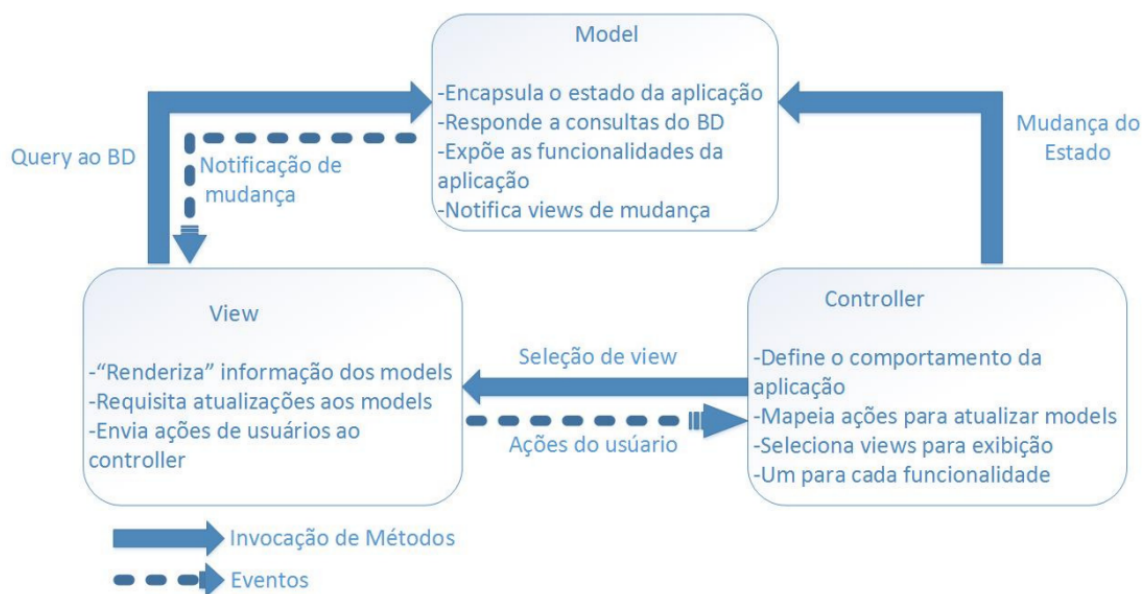 Model
-Encapsula o estado da aplicação
-Responde a consultas do BD
-Expõe as funcionalidades da
aplicação
-Notifica views de mudança
Query ao BD
Notificação de
mudança
Mudança do
Estado
View
-“Renderiza” informação dos models
-Requisita atualizações aos models
-Envia ações de usuários ao
controller
Seleção de view
Ações do usúario
Controller
-Define o comportamento da
aplicação
-Mapeia ações para atualizar models
-Seleciona views para exibição
-Um para cada funcionalidade
Invocação de Métodos
Eventos